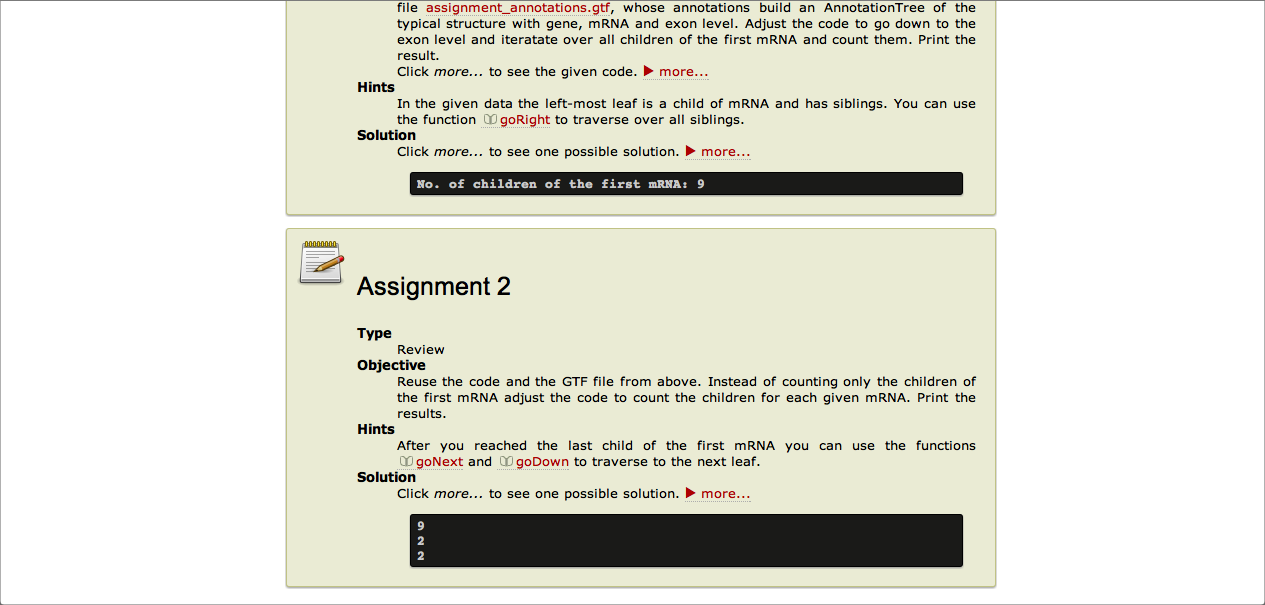 file assignment_annotations.gtf, whose annotations build an AnnotationTree of the
typical structure with gene, mRNA and exon level. Adjust the code to go down to the
exon level and iteratate over all children of the first mRNA and count them. Print the
result.
Click more... to see the given code. ▶ more...
Hints
In the given data the left-most leaf is a child of mRNA and has siblings. You can use
the function goRight to traverse over all siblings.
Solution
Click more... to see one possible solution. ▶ more...
No. of children of the first mRNA: 9
Assignment 2
Type
Review
Objective
Reuse the code and the GTF file from above. Instead of counting only the children of
the first mRNA adjust the code to count the children for each given mRNA. Print the
results.
Hints
After you reached the last child of the first mRNA you can use the functions
goNext and goDown to traverse to the next leaf.
Solution
Click more... to see one possible solution. ▶ more...
9
2
2